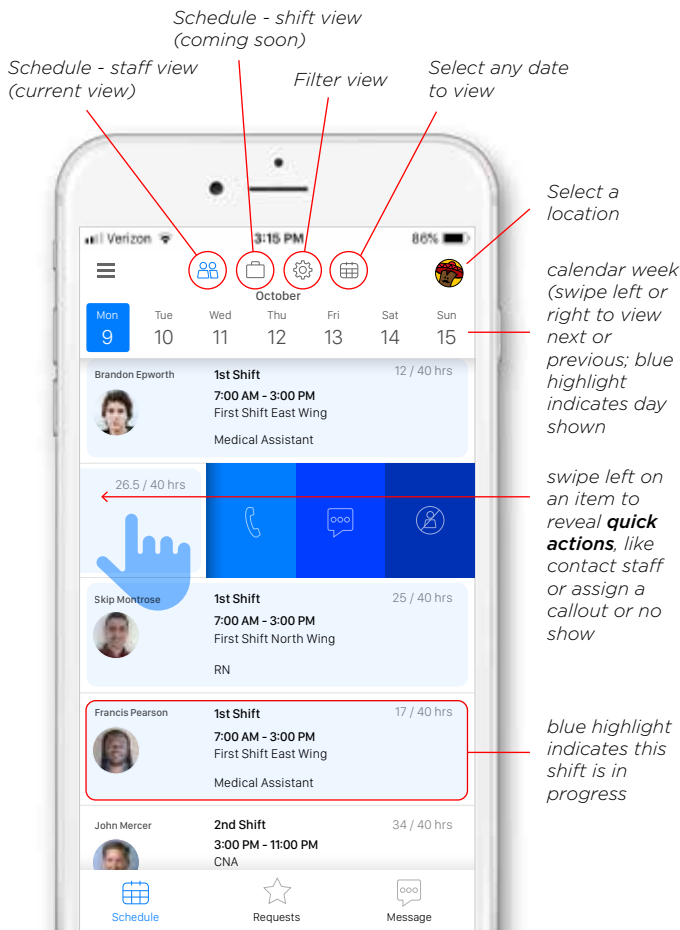 Schedule - shift view
(coming soon)
Schedule - staff view
(current view)
Filter view
Select any date
to view
Select a
location
Verizon
3:15 PM
86%
October
Mon
Tue
Wed
Thu
Fri
Sat
Sun
9
10
11
12
13
14
15
calendar week
(swipe left or
right to view
next or
previous; blue
highlight
indicates day
shown
Brandon Epworth
1st Shift
12 / 40 hrs
7:00 AM - 3:00 PM
First Shift East Wing
Medical Assistant
26.5 / 40 hrs
swipe left on
an item to
reveal quick
actions, like
contact staff
or assign a
callout or no
show
Skip Montrose
1st Shift
25 / 40 hrs
7:00 AM - 3:00 PM
First Shift North Wing
RN
Francis Pearson
1st Shift
17 / 40 hrs
7:00 AM - 3:00 PM
First Shift East Wing
Medical Assistant
blue highlight
indicates this
shift is in
progress
John Mercer
2nd Shift
34 / 40 hrs
3:00 PM - 11:00 PM
CNA
Schedule
Requests
Message